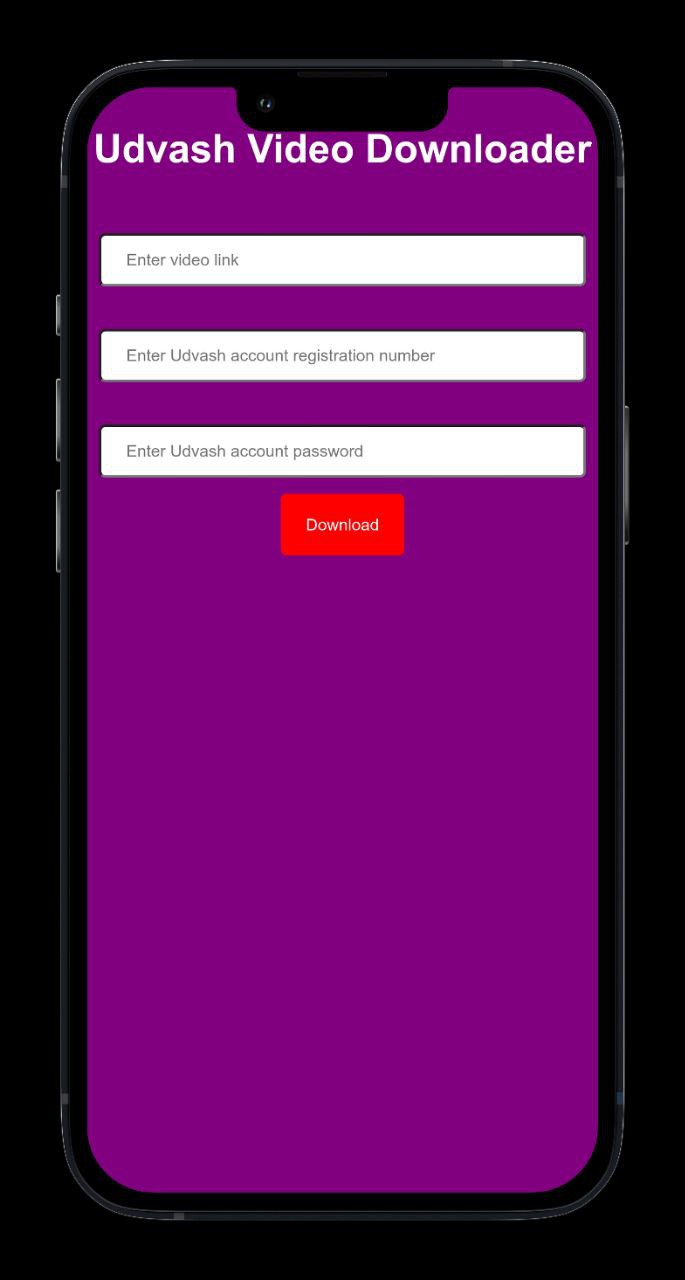 Udvash Video Downloader
Enter video link
Enter Udvash account registration number
Enter Udvash account password
Download